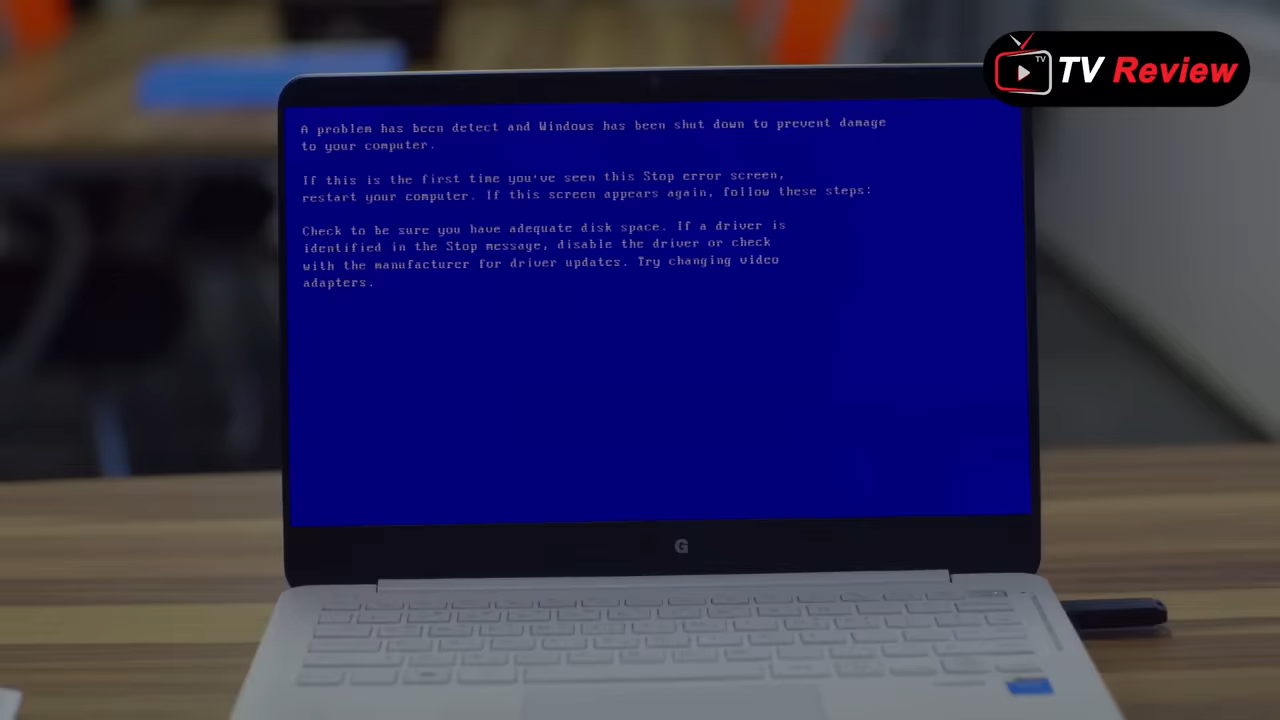 TV
TV Review
A problem has been detect and Windows has been shut down to prevent damage
to your computer.
If this is the first time you've seen this Stop error screen,
restart your computer. If this screen appears again, follow these steps:
Check to be sure you have adequate disk space. If a driver is
identified in the Stop message, disable the driver or check
with the manufacturer for driver updates. Try changing video
adapters.
G